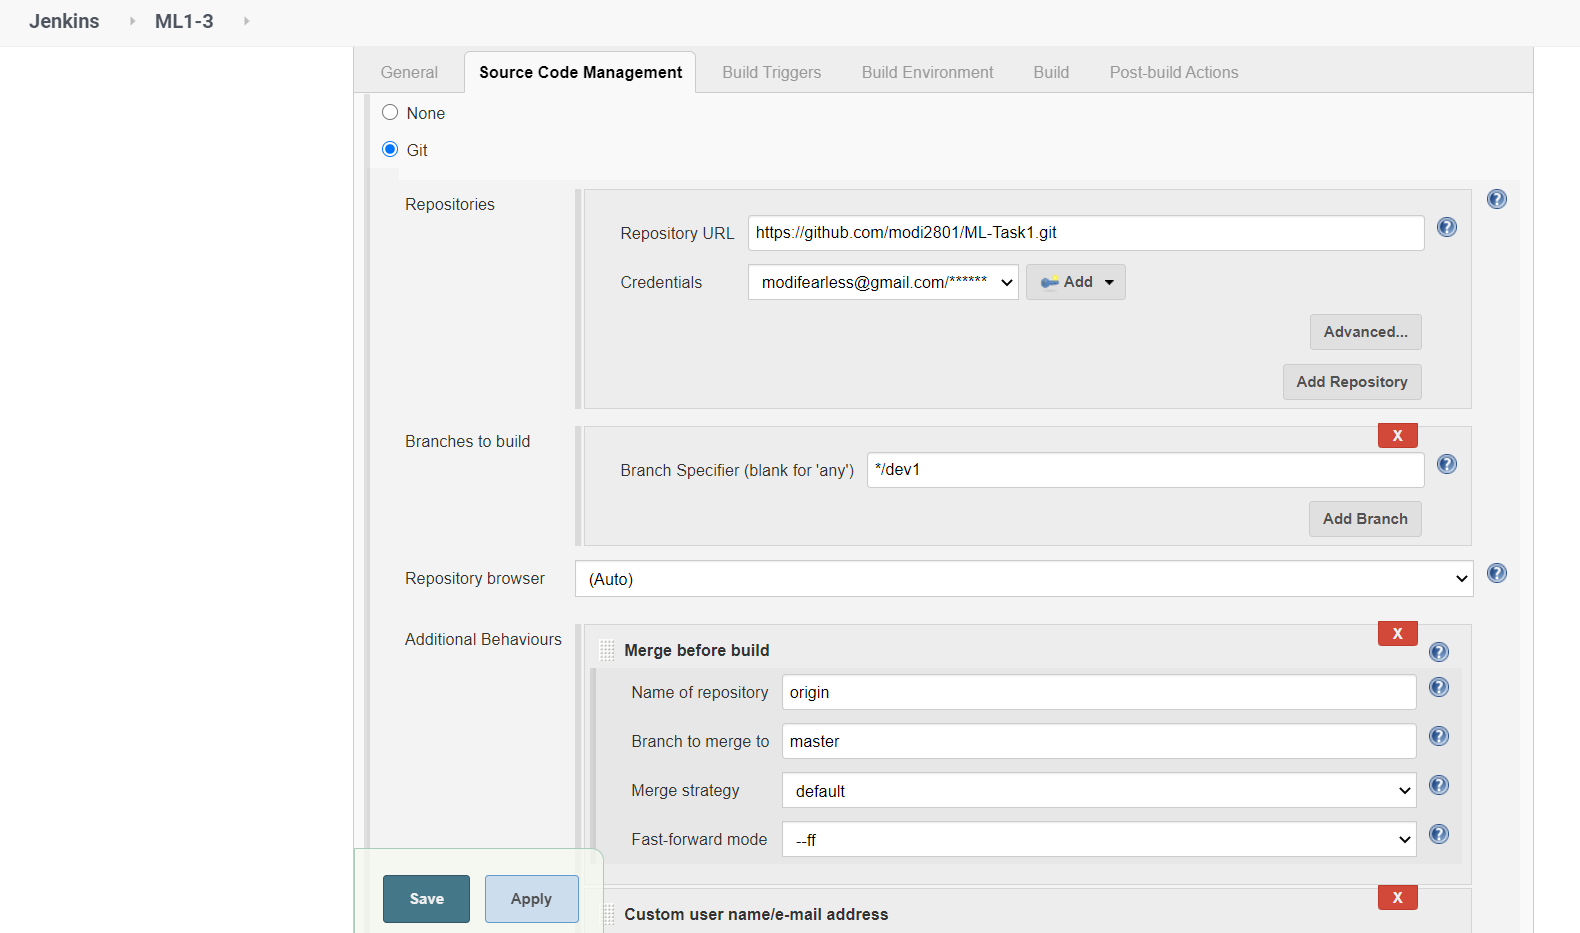 Jenkins ML1-3
General Source Code Management Build Triggers Build Environment Build Post-build Actions
None
Git
Repositories
Repository URL https://github.com/modi2801/ML-Task1.git
Credentials modifearless@gmail.com/****** Add
Advanced...
Add Repository
Branches to build
X
Branch Specifier (blank for 'any') */dev1
Add Branch
Repository browser (Auto)
Additional Behaviours
X
Merge before build
Name of repository origin
Branch to merge to master
Merge strategy default
Fast-forward mode --ff
Save Apply
X
Custom user name/e-mail address